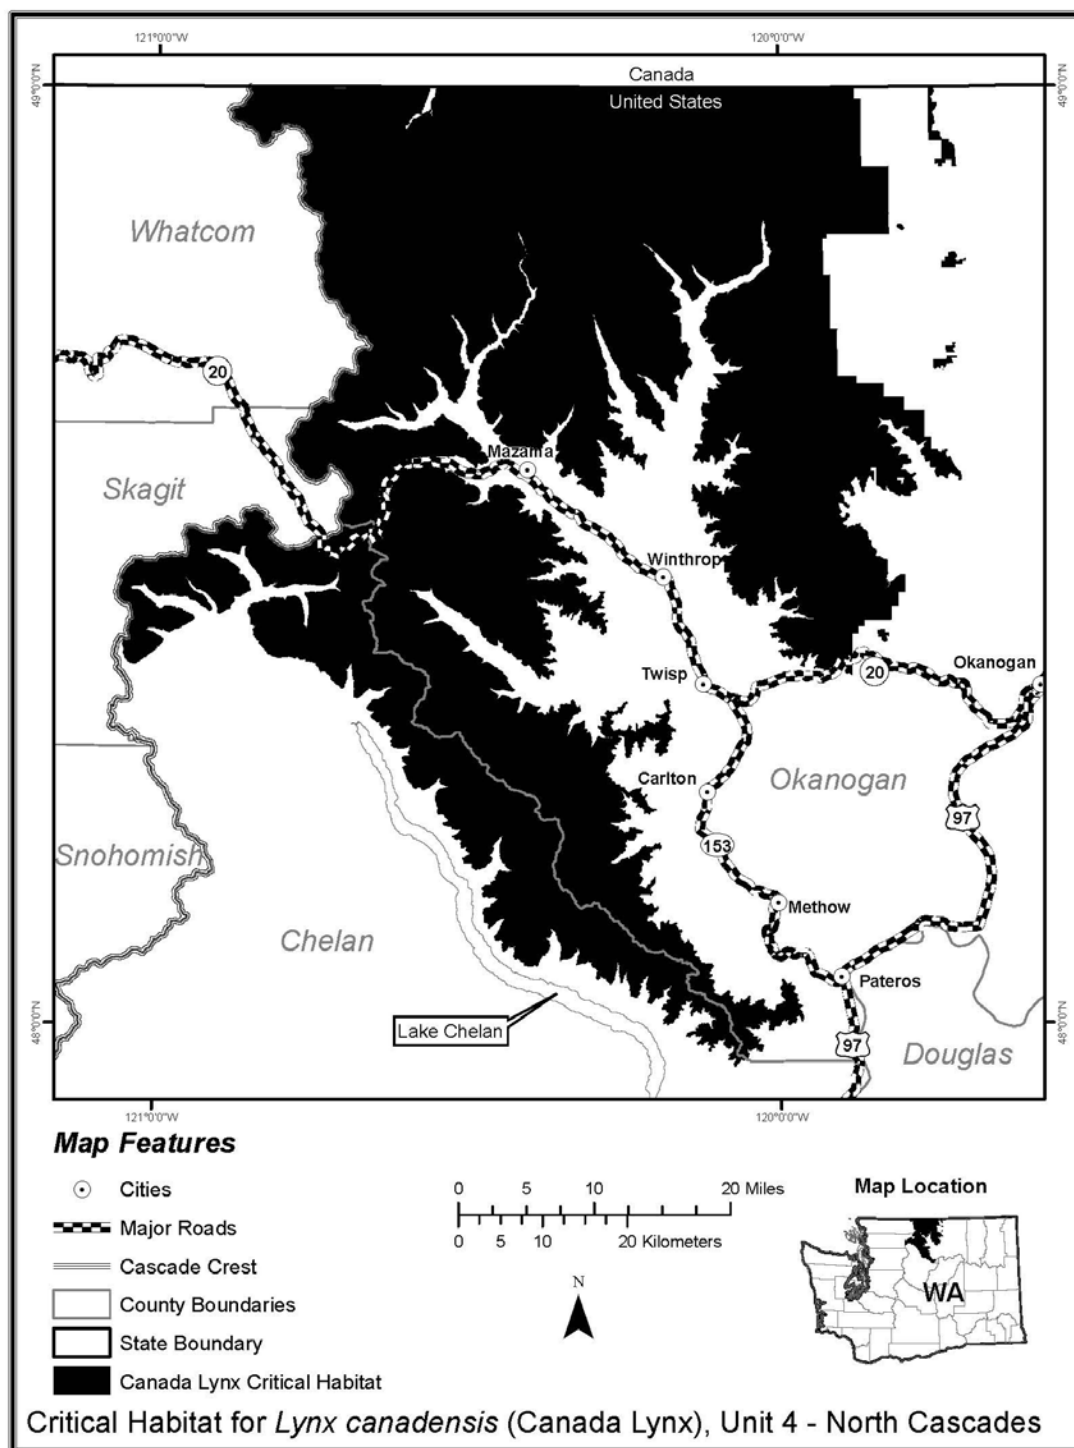 121°0'0"W
120°0'0"W
49°0'0"N
49°0'0"N
Canada
United States
Whatcom
20
Skagit
Mazama
Winthrop
Twisp
20
Okanogan
Carlton
Okanogan
97
153
Snohomish
Methow
Chelan
Pateros
Lake Chelan
48°0'0"N
48°0'0"N
97
Douglas
121°0'0"W
120°0'0"W
Map Features
Cities
Major Roads
Cascade Crest
County Boundaries
State Boundary
Canada Lynx Critical Habitat
0 5 10 20 Miles
0 5 10 20 Kilometers
N
Map Location
WA
Critical Habitat for Lynx canadensis (Canada Lynx), Unit 4 - North Cascades